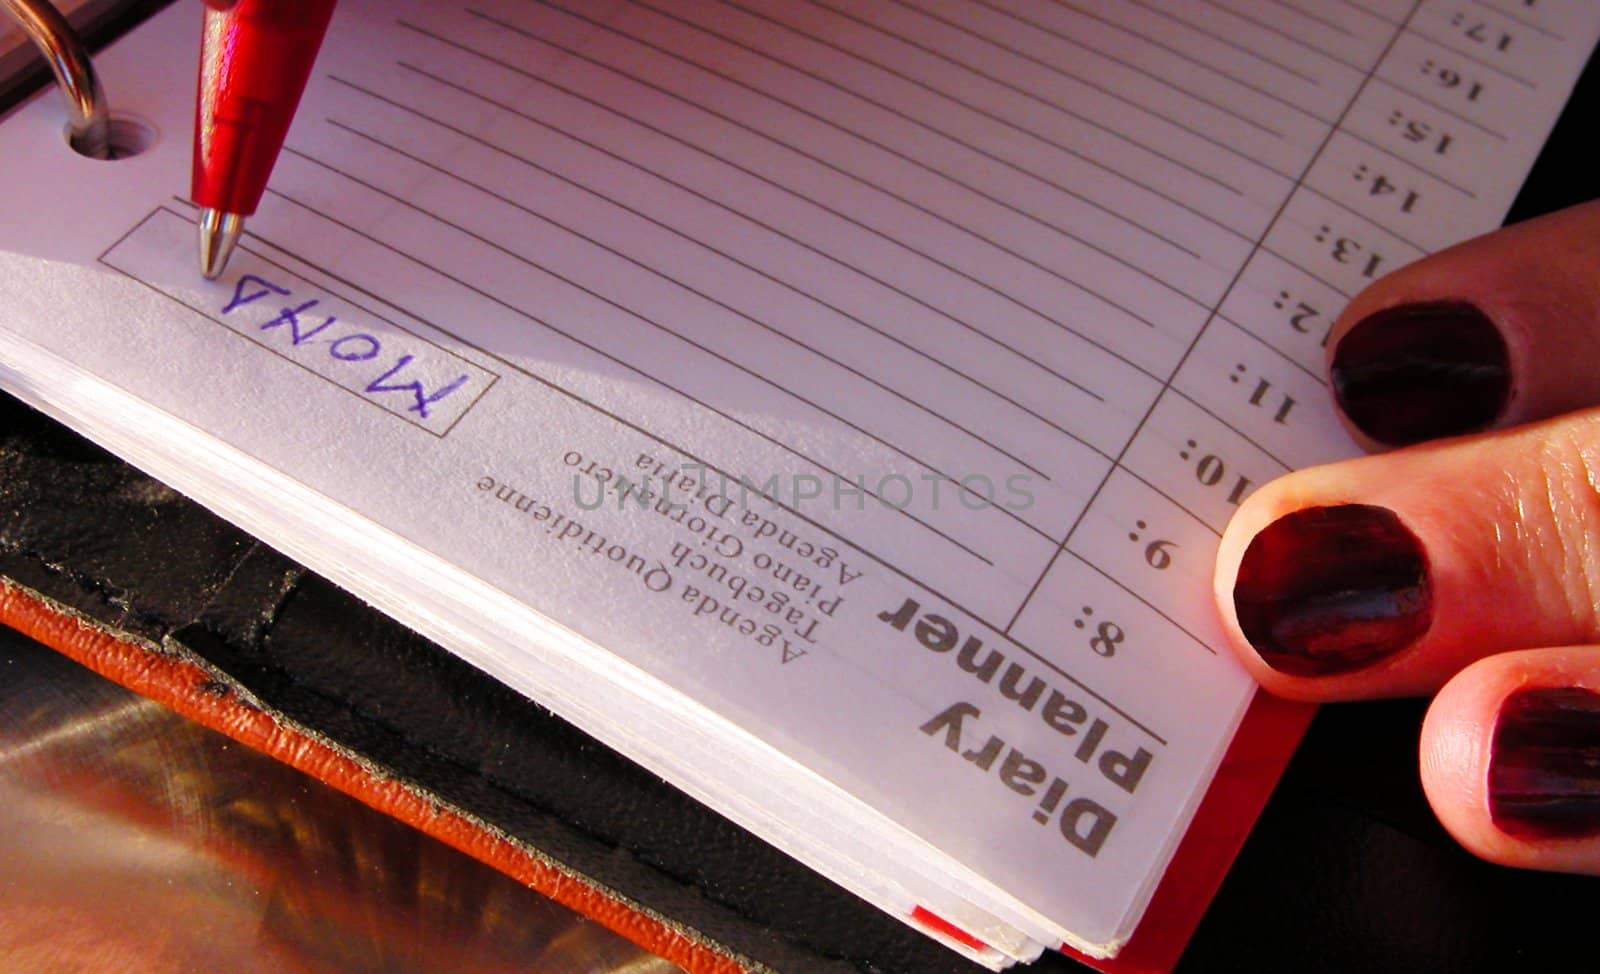 Diary
Planner
Agenda Quotidienne
Tagebuch
Piano Giornaliero
Agenda Diaria
MOND
8:
9:
10:
11:
12:
13:
14:
15:
16:
17:
UNLIMPHOTOS